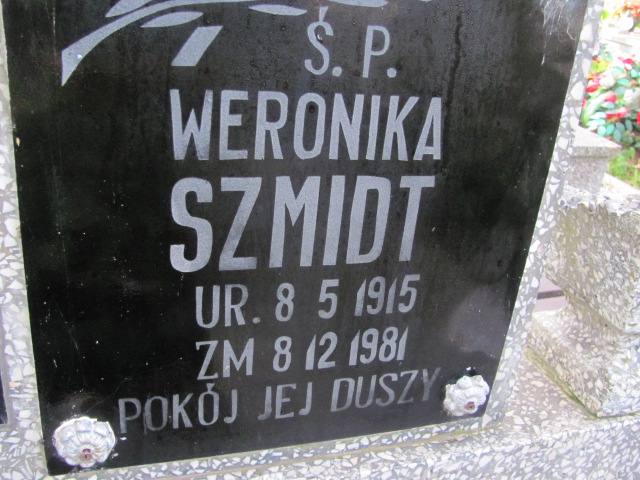 Ś. P.
WERONIKA
SZMIDT
UR. 8 5 1915
ZM 8 12 1981
POKÓJ JEJ DUSZY